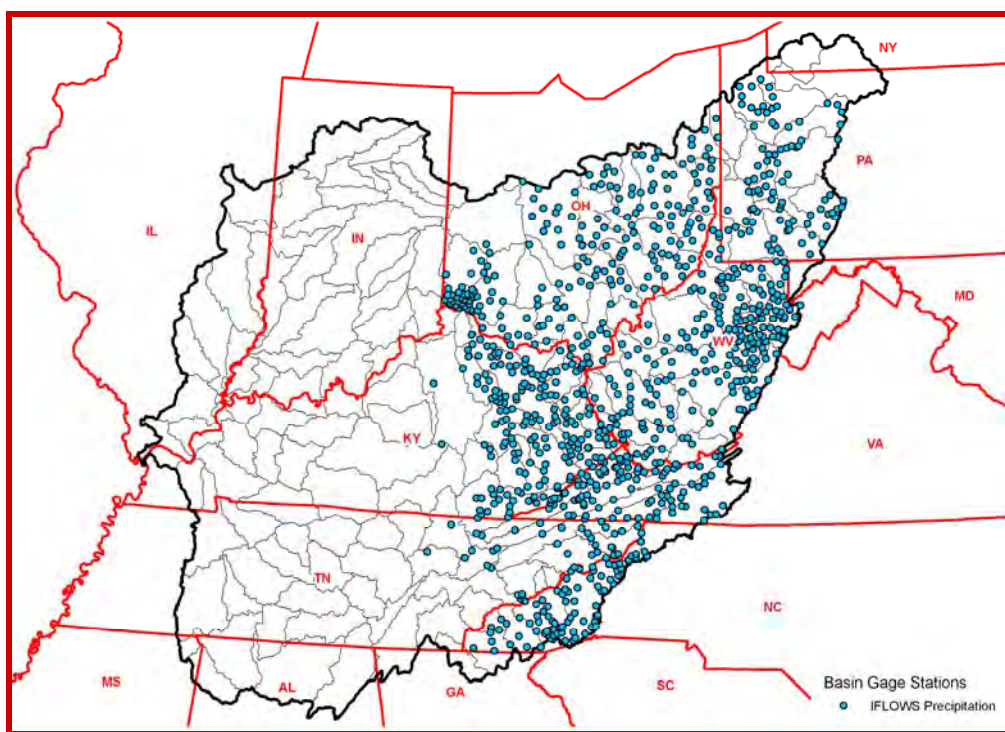 NY
PA
OH
IL
IN
MD
WV
KY
VA
TN
NC
MS
AL
GA
SC
Basin Gage Stations
IFLOWS Precipitation